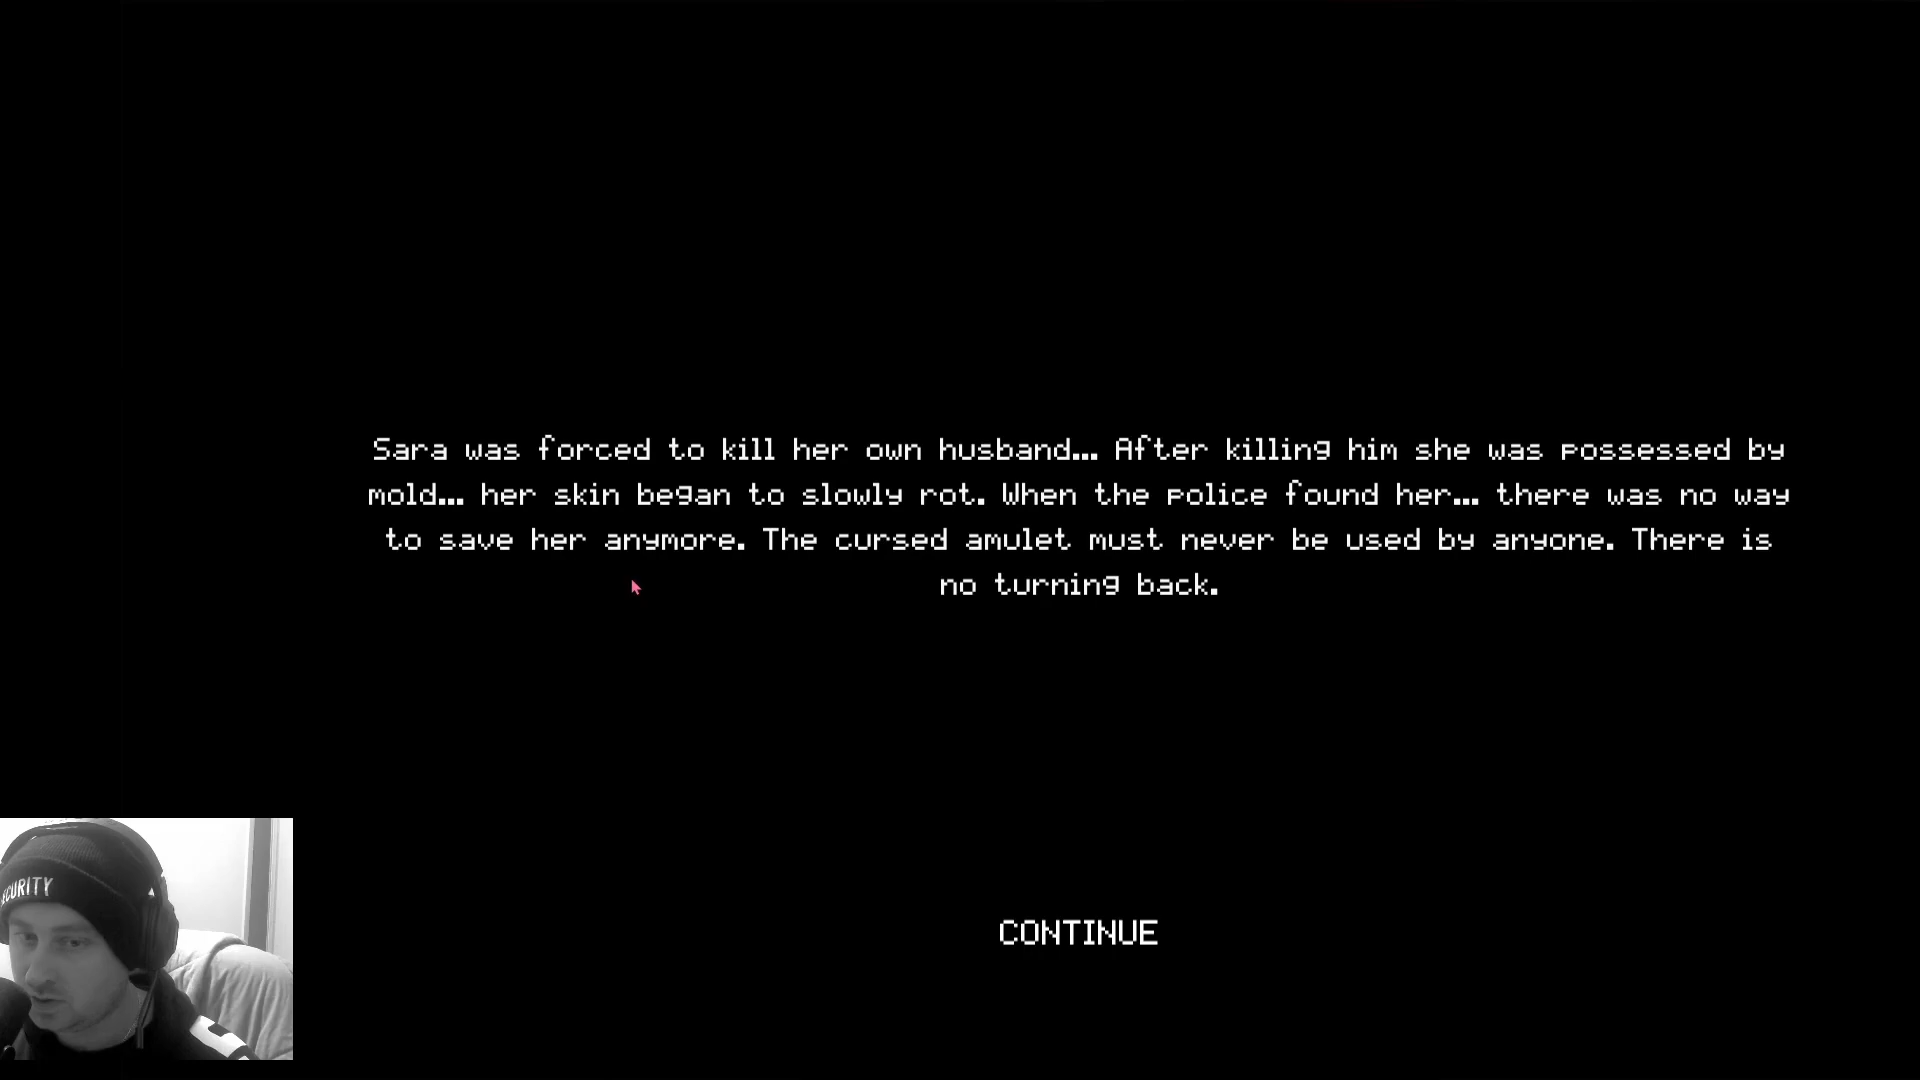 Sara was forced to kill her own husband... After killing him she was possessed by
mold... her skin began to slowly rot. When the police found her... there was no way
to save her anymore. The cursed amulet must never be used by anyone. There is
no turning back.
CONTINUE